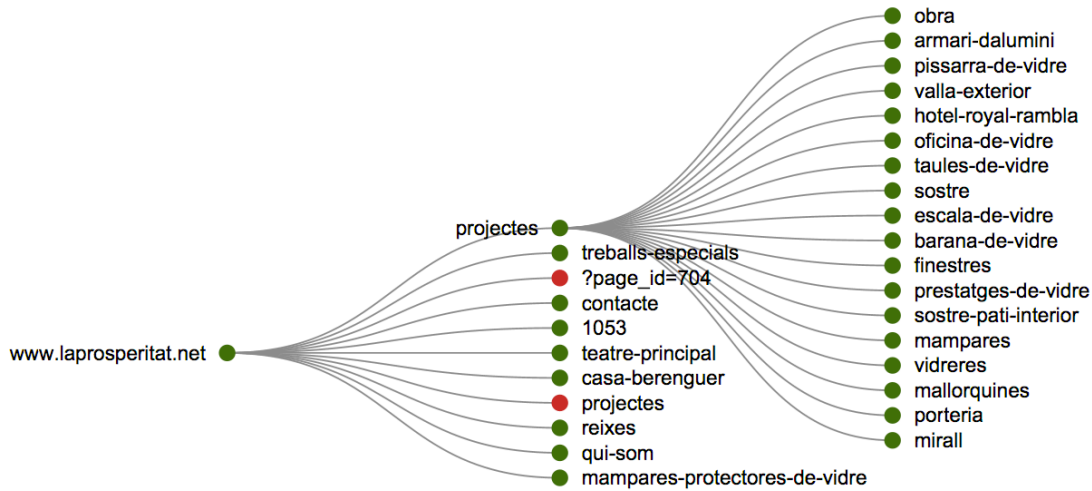 www.laprosperitat.net
projectes
treballs-especials
?page_id=704
contacte
1053
teatre-principal
casa-berenguer
projectes
reixes
qui-som
mampares-protectores-de-vidre
obra
armari-dalumini
pissarra-de-vidre
valla-exterior
hotel-royal-rambla
oficina-de-vidre
taules-de-vidre
sostre
escala-de-vidre
barana-de-vidre
finestres
prestatges-de-vidre
sostre-pati-interior
mampares
vidreres
mallorquines
porteria
mirall